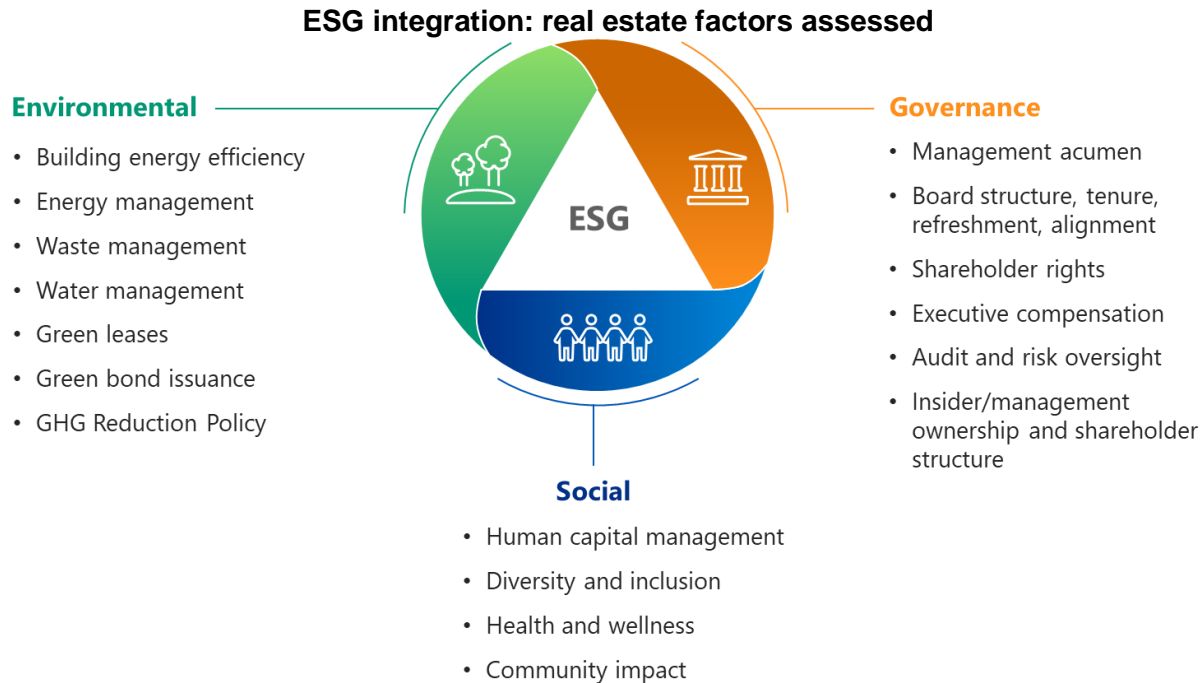 ESG integration: real estate factors assessed
Environmental
• Building energy efficiency
• Energy management
• Waste management
• Water management
• Green leases
• Green bond issuance
• GHG Reduction Policy
ESG
Governance
• Management acumen
• Board structure, tenure,
refreshment, alignment
• Shareholder rights
• Executive compensation
• Audit and risk oversight
• Insider/management
ownership and shareholder
structure
Social
• Human capital management
• Diversity and inclusion
• Health and wellness
• Community impact